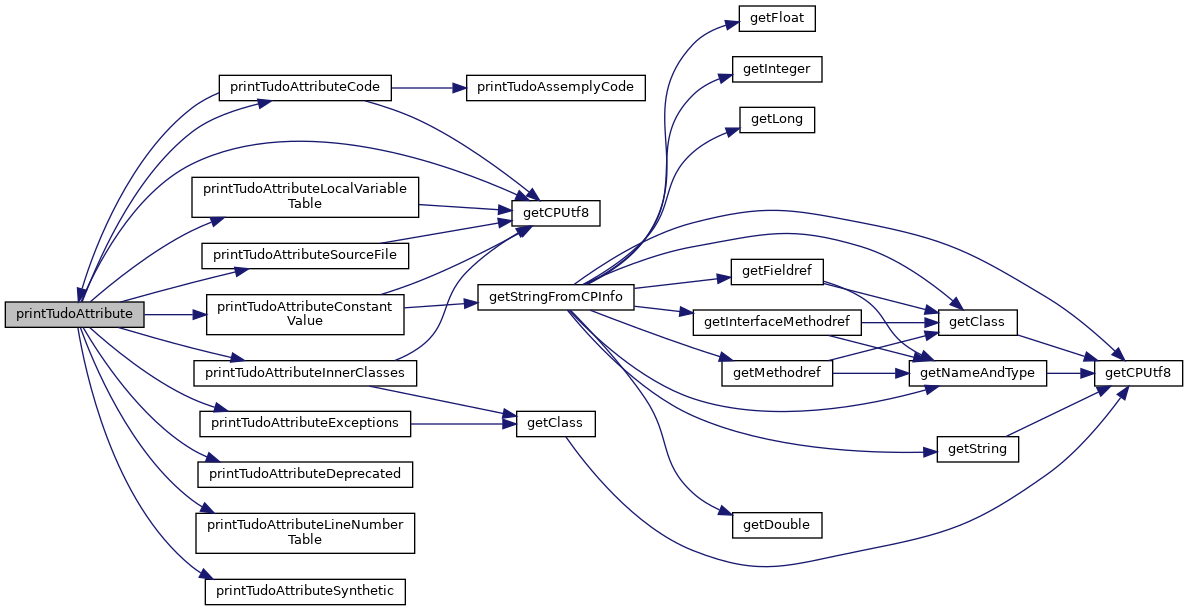 getFloat
getInteger
printTudoAttributeCode
printTudoAssemplyCode
getLong
printTudoAttributeLocalVariable
Table
getCPUtf8
printTudoAttributeSourceFile
getFieldref
getStringFromCPInfo
printTudoAttribute
printTudoAttributeConstant
Value
getInterfaceMethodref
getClass
printTudoAttributeInnerClasses
getMethodref
getNameAndType
getCPUtf8
printTudoAttributeExceptions
getClass
getString
printTudoAttributeDeprecated
printTudoAttributeLineNumber
Table
getDouble
printTudoAttributeSynthetic